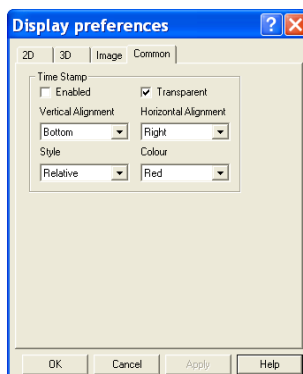 Display preferences
2D 3D Image Common
Time Stamp
Enabled Transparent
Vertical Alignment Horizontal Alignment
Bottom Right
Style Colour
Relative Red
OK Cancel Apply Help